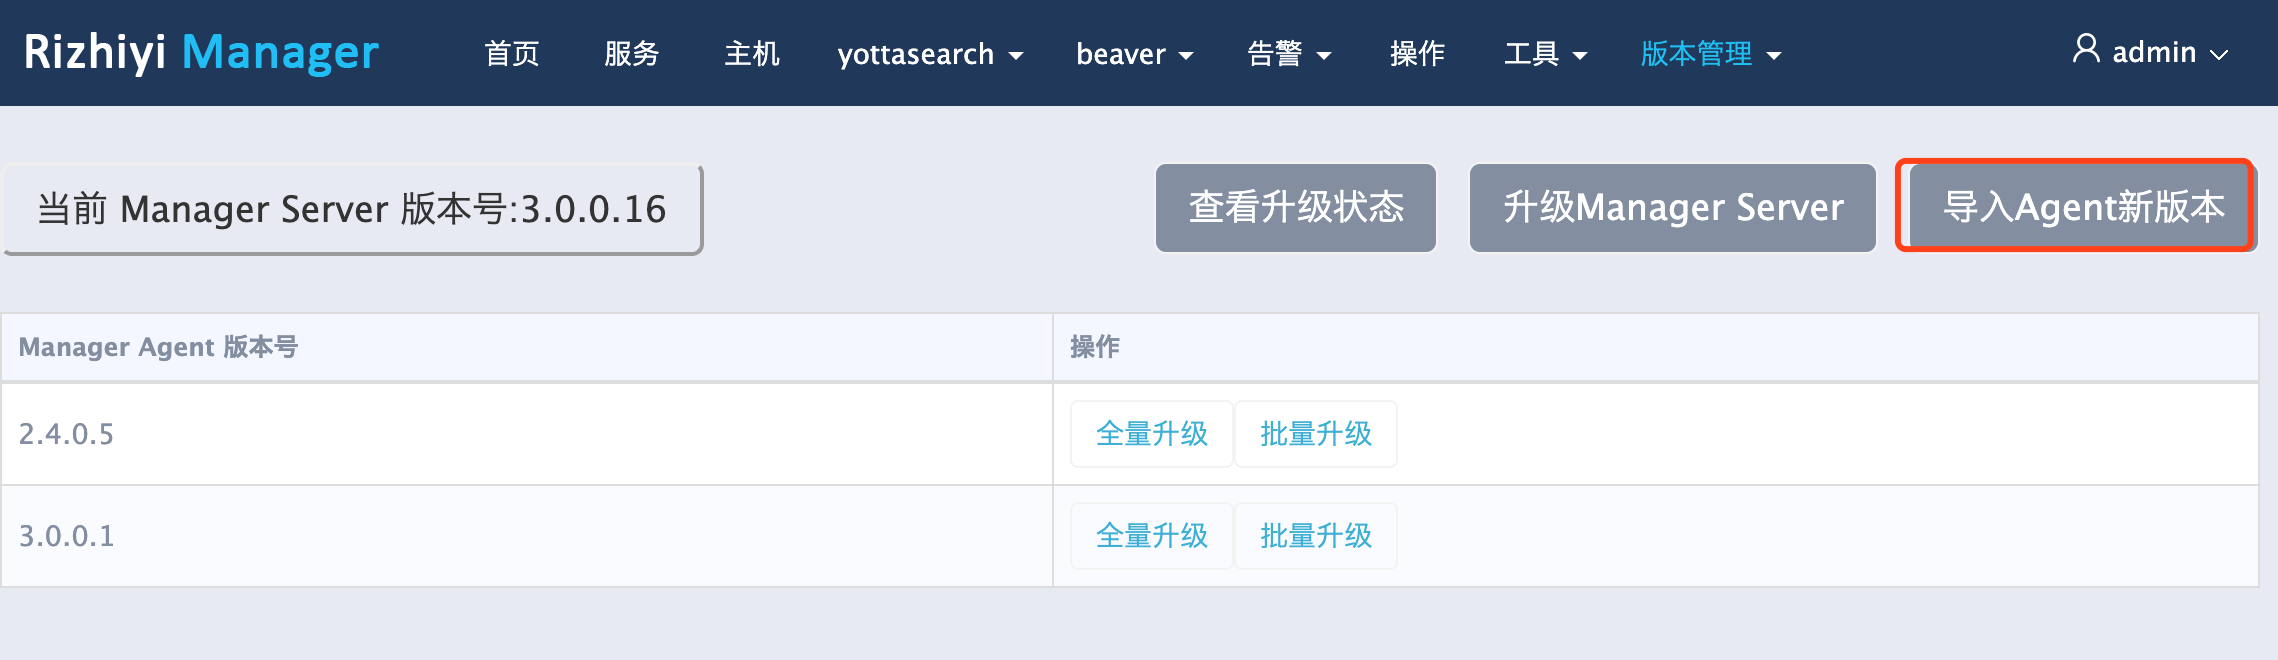 Rizhiyi Manager 首页 服务 主机 yottasearch beaver 告警 操作 工具 版本管理 admin
当前 Manager Server 版本号:3.0.0.16 查看升级状态 升级Manager Server 导入Agent新版本
Manager Agent 版本号 操作
2.4.0.5 全量升级 批量升级
3.0.0.1 全量升级 批量升级